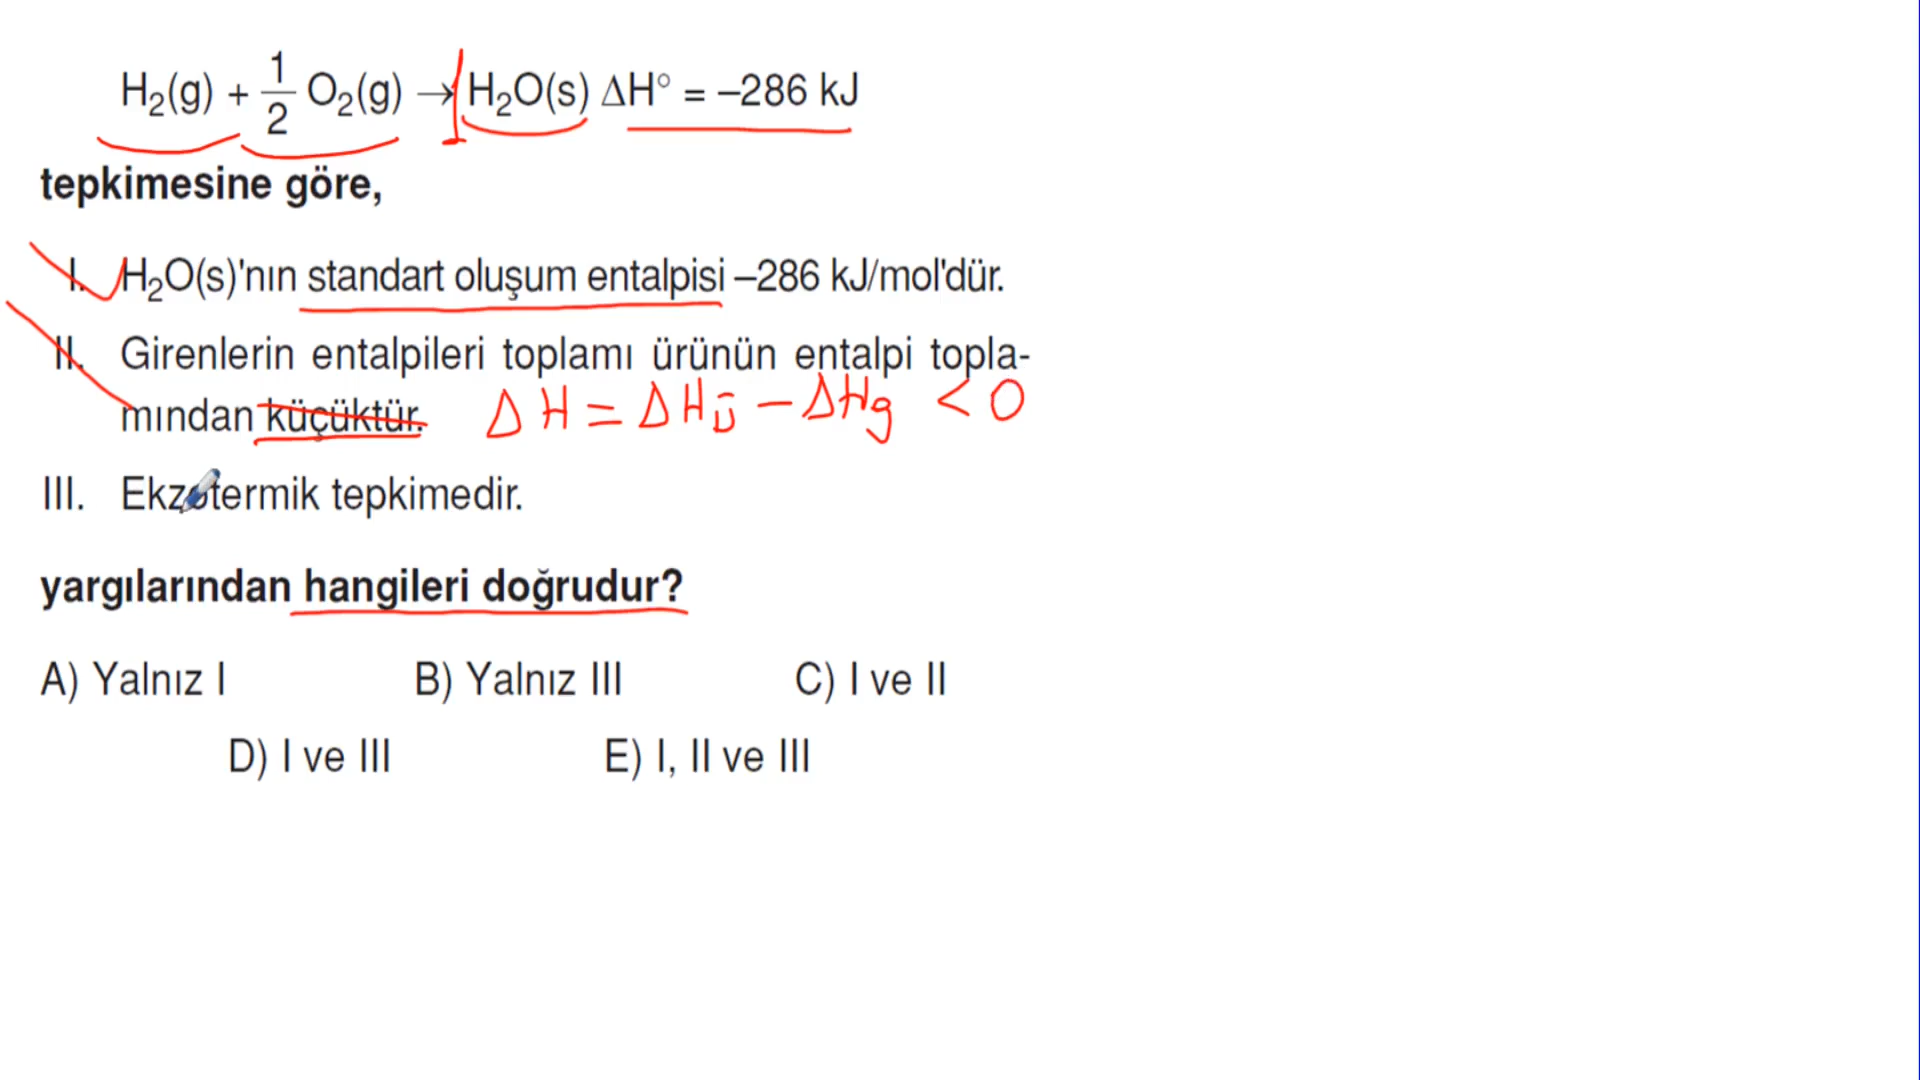 H₂(g) + 1/2 O₂(g) → H₂O(s) ΔH° = –286 kJ
tepkimesine göre,
I. H₂O(s)'nın standart oluşum entalpisi –286 kJ/mol'dür.
II. Girenlerin entalpileri toplamı ürünün entalpi topla-
mından küçüktür. ΔH = ΔHü – ΔHg < 0
III. Ekzotermik tepkimedir.
yargılarından hangileri doğrudur?
A) Yalnız I B) Yalnız III C) I ve II
D) I ve III E) I, II ve III